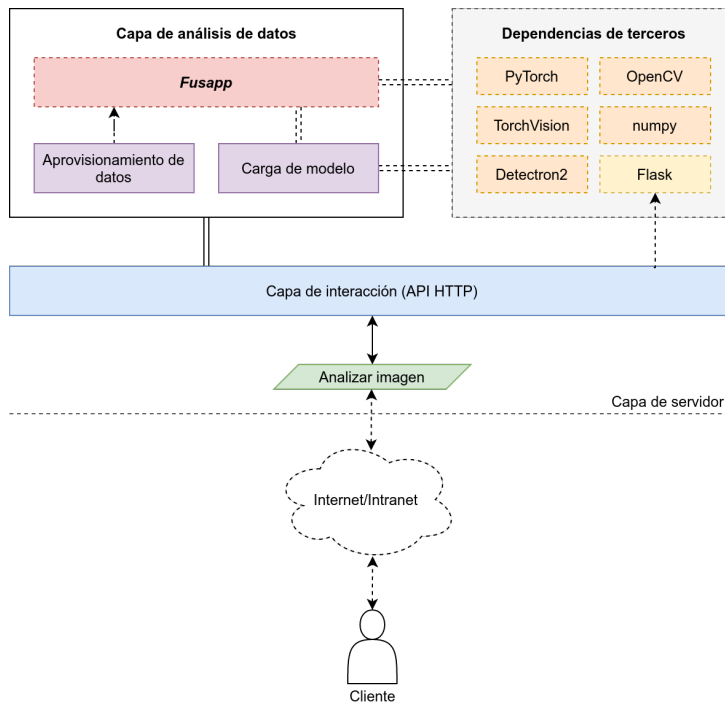 Capa de análisis de datos
Fusapp
Aprovisionamiento de
datos
Carga de modelo
Dependencias de terceros
PyTorch
OpenCV
TorchVision
numpy
Detectron2
Flask
Capa de interacción (API HTTP)
Analizar imagen
Capa de servidor
Internet/Intranet
Cliente